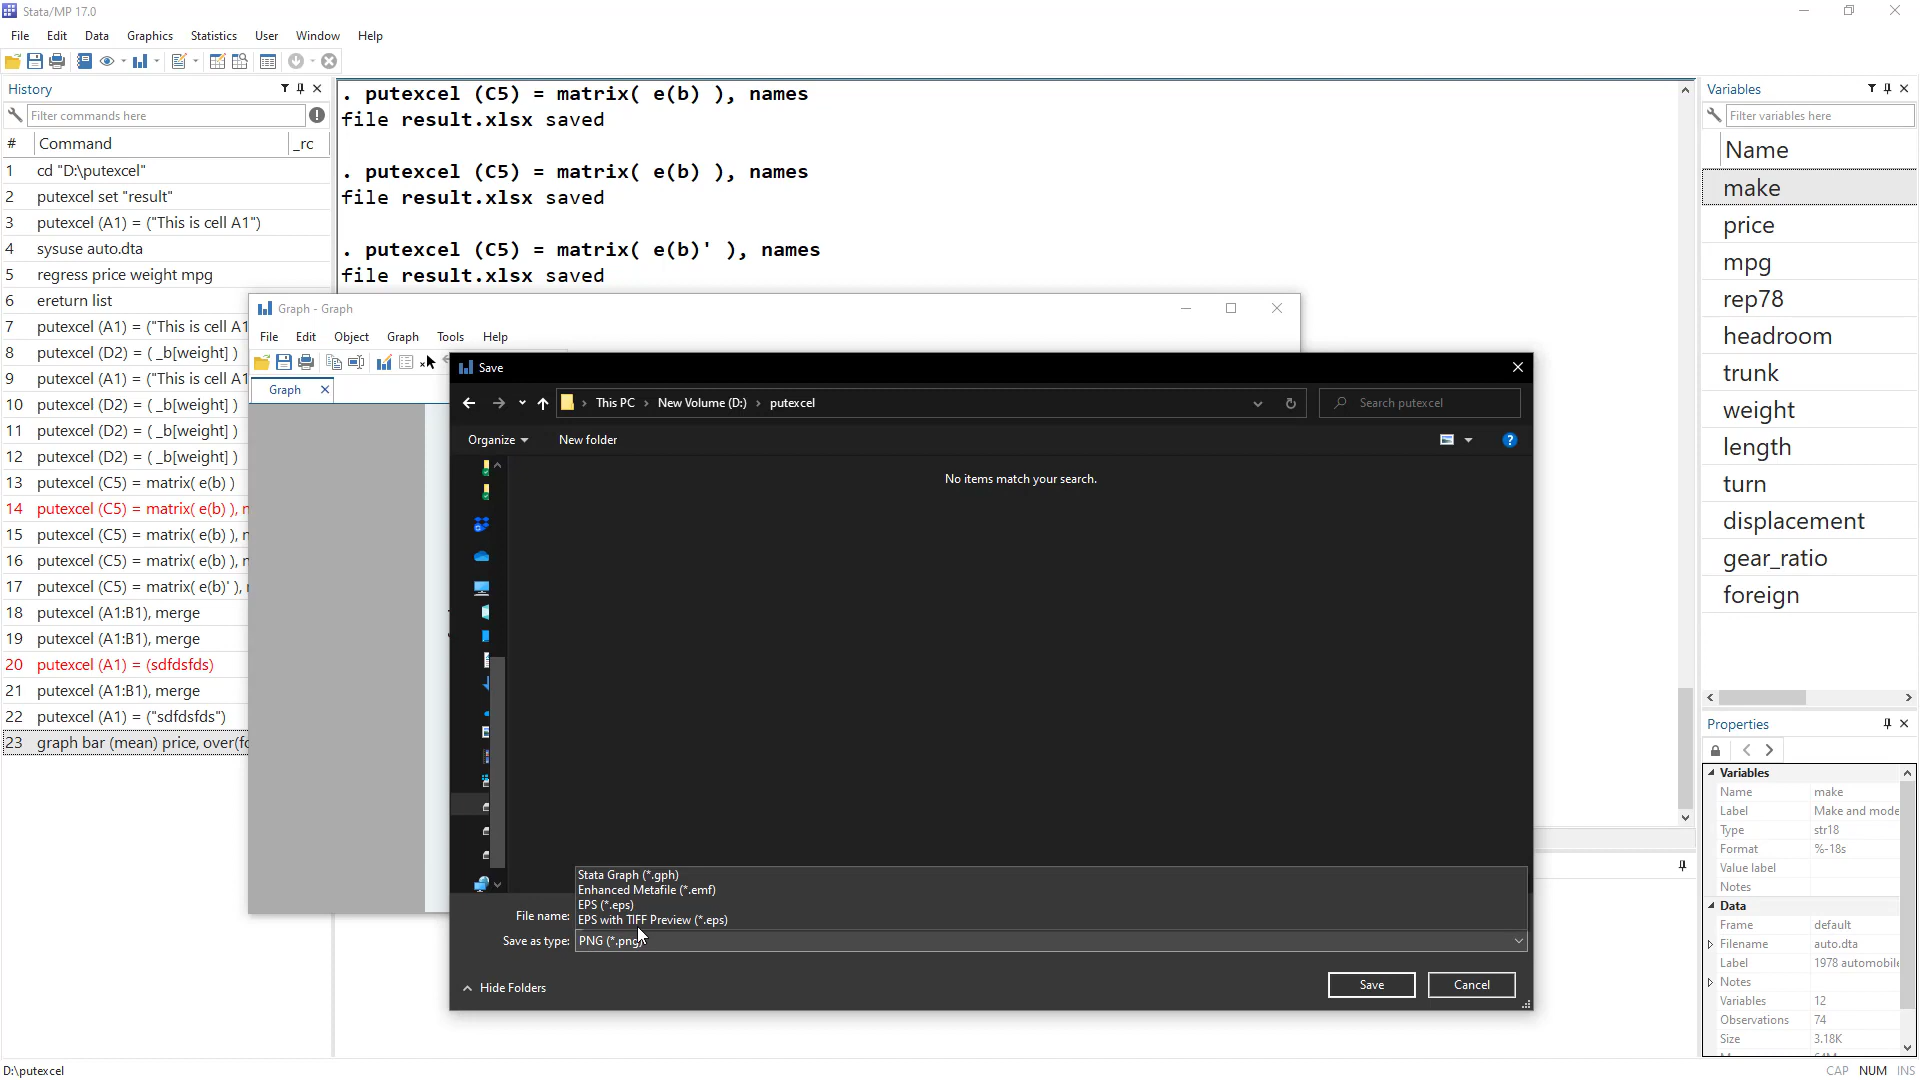 Stata/MP 17.0
File Edit Data Graphics Statistics User Window Help
History
Filter commands here
# Command _rc
1 cd "D:\putexcel"
2 putexcel set "result"
3 putexcel (A1) = ("This is cell A1")
4 sysuse auto.dta
5 regress price weight mpg
6 ereturn list
7 putexcel (A1) = ("This is cell A1
8 putexcel (D2) = ( _b[weight] )
9 putexcel (A1) = ("This is cell A1
10 putexcel (D2) = ( _b[weight] )
11 putexcel (D2) = ( _b[weight] )
12 putexcel (D2) = ( _b[weight] )
13 putexcel (C5) = matrix( e(b) )
14 putexcel (C5) = matrix( e(b) ), n
15 putexcel (C5) = matrix( e(b) ), n
16 putexcel (C5) = matrix( e(b) ), n
17 putexcel (C5) = matrix( e(b)' ), 
18 putexcel (A1:B1), merge
19 putexcel (A1:B1), merge
20 putexcel (A1) = (sdfdsfds)
21 putexcel (A1:B1), merge
22 putexcel (A1) = ("sdfdsfds")
23 graph bar (mean) price, over(fo
. putexcel (C5) = matrix( e(b) ), names
file result.xlsx saved
. putexcel (C5) = matrix( e(b) ), names
file result.xlsx saved
. putexcel (C5) = matrix( e(b)' ), names
file result.xlsx saved
Graph - Graph
File Edit Object Graph Tools Help
Graph
Save
This PC New Volume (D:) putexcel
Search putexcel
Organize New folder
No items match your search.
Stata Graph (*.gph)
Enhanced Metafile (*.emf)
EPS (*.eps)
EPS with TIFF Preview (*.eps)
File name:
Save as type: PNG (*.png)
Hide Folders
Save Cancel
Variables
Filter variables here
Name
make
price
mpg
rep78
headroom
trunk
weight
length
turn
displacement
gear_ratio
foreign
Properties
Variables
Name make
Label Make and mode
Type str18
Format %-18s
Value label
Notes
Data
Frame default
Filename auto.dta
Label 1978 automobile
Notes
Variables 12
Observations 74
Size 3.18K
D:\putexcel
CAP NUM INS